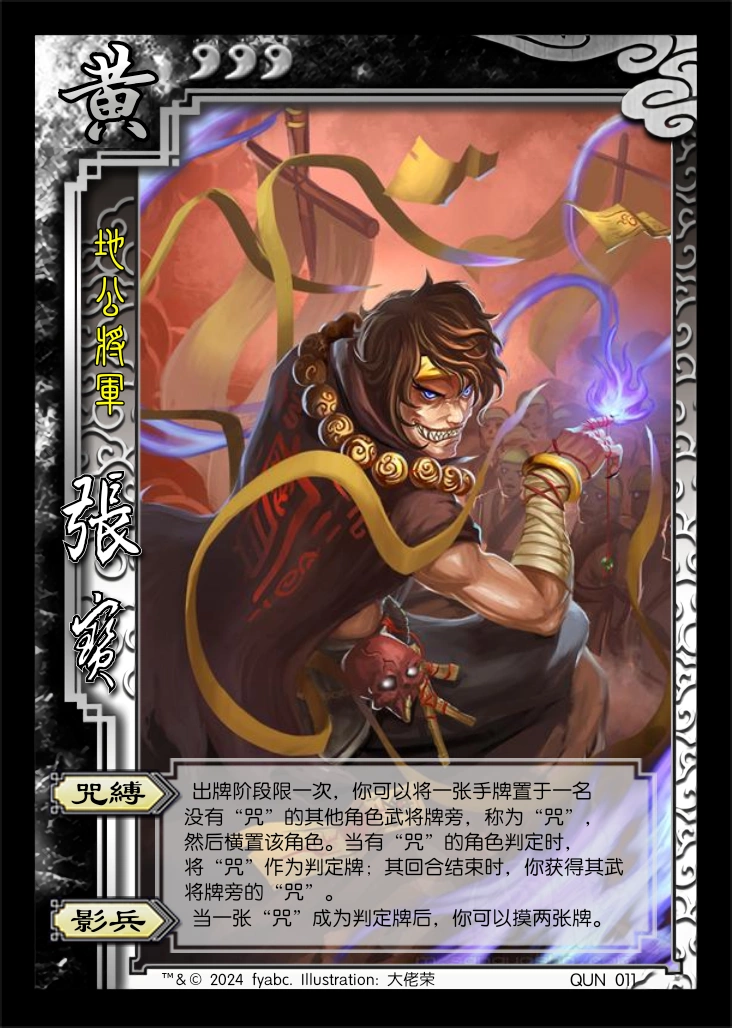 黄
地公將軍
張寶
咒縛
出牌阶段限一次，你可以将一张手牌置于一名
没有“咒”的其他角色武将牌旁，称为“咒”，
然后横置该角色。当有“咒”的角色判定时，
将“咒”作为判定牌；其回合结束时，你获得其武
将牌旁的“咒”。
影兵
当一张“咒”成为判定牌后，你可以摸两张牌。
™&© 2024 fyabc. Illustration: 大佬荣
QUN 011